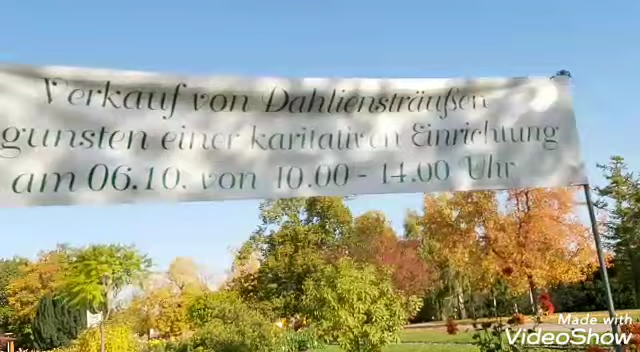 Verkauf von Dahliensträußen
gunsten einer karitativen Einrichtung
am 06.10. von 10.00 - 14.00 Uhr
Made with
VideoShow